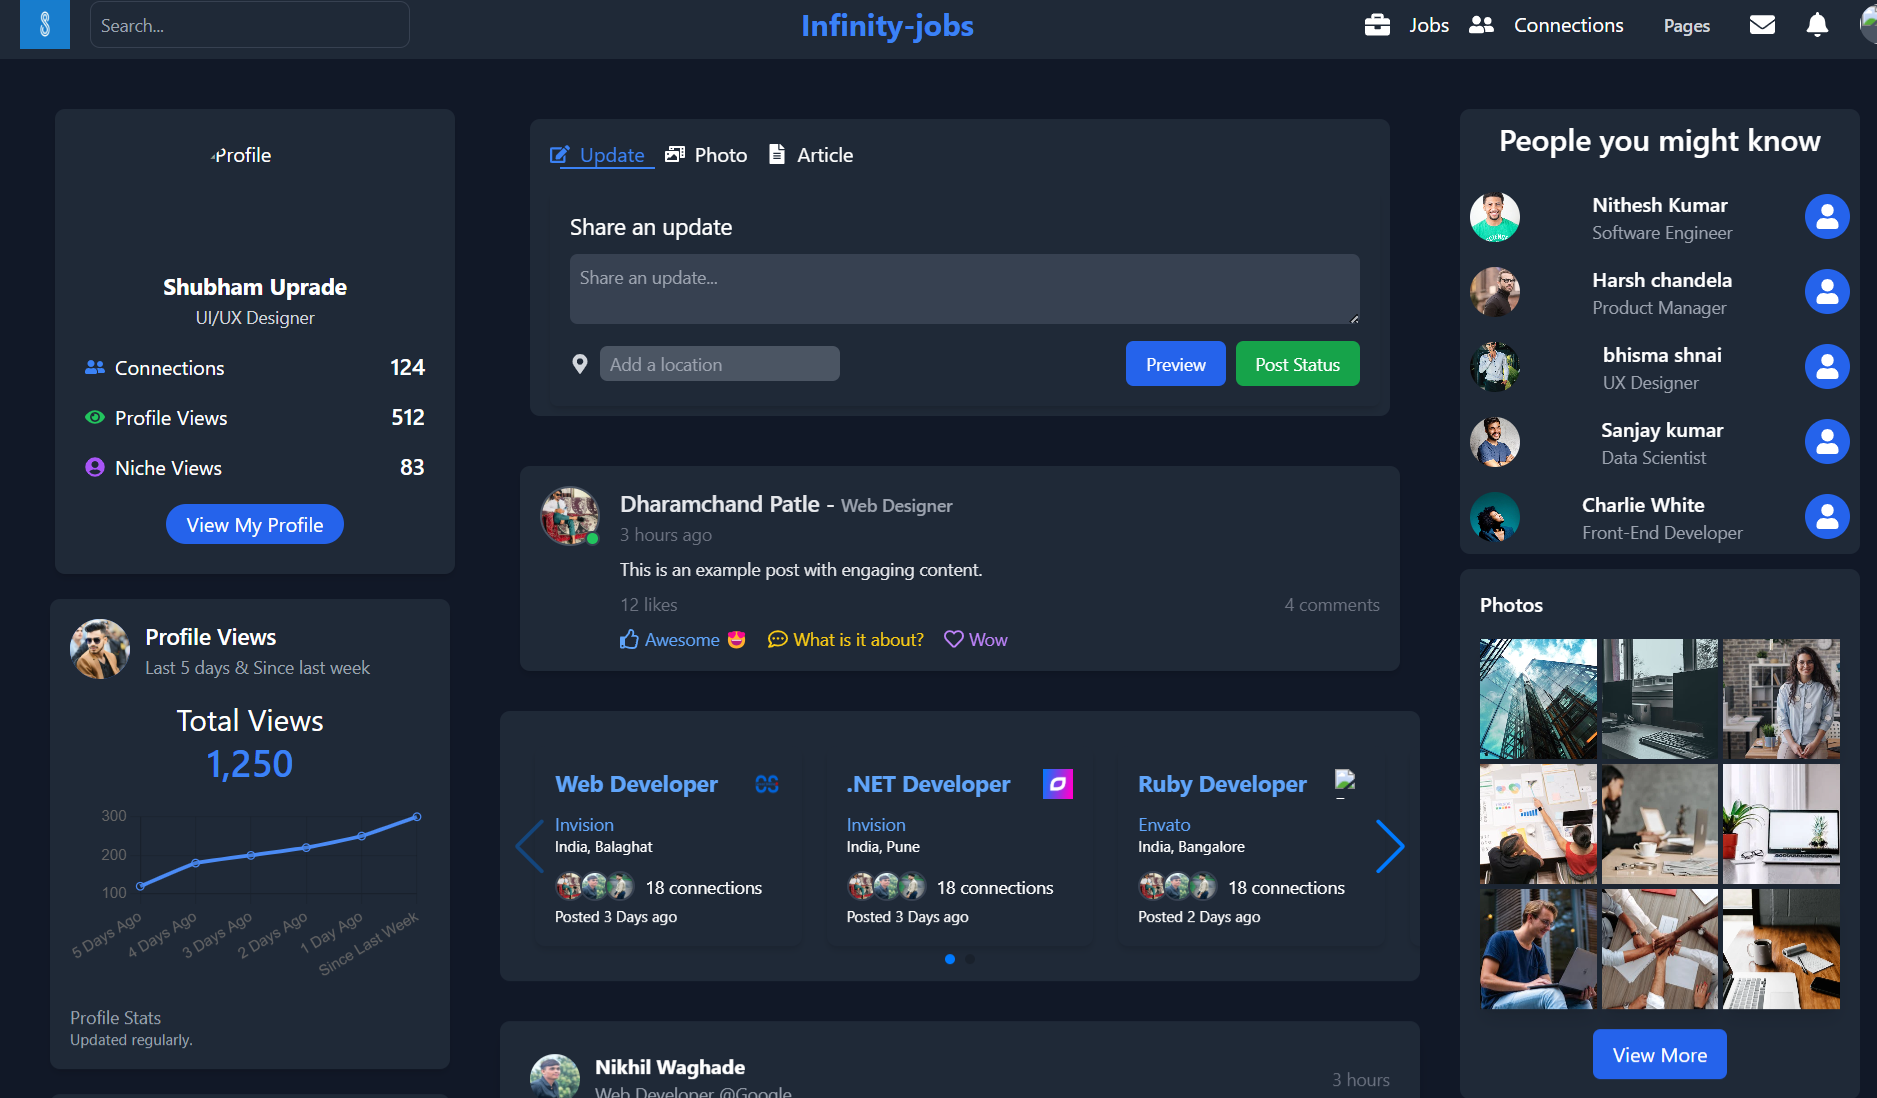 Search...
Infinity-jobs
Jobs
Connections
Pages
Profile
Shubham Uprade
UI/UX Designer
Connections 124
Profile Views 512
Niche Views 83
View My Profile
Profile Views
Last 5 days & Since last week
Total Views
1,250
300
200
100
5 Days Ago
4 Days Ago
3 Days Ago
2 Days Ago
1 Day Ago
Since Last Week
Profile Stats
Updated regularly.
Update Photo Article
Share an update
Share an update...
Add a location
Preview
Post Status
Dharamchand Patle - Web Designer
3 hours ago
This is an example post with engaging content.
12 likes 4 comments
Awesome 😍 What is it about? Wow
Web Developer
Invision
India, Balaghat
18 connections
Posted 3 Days ago
.NET Developer
Invision
India, Pune
18 connections
Posted 3 Days ago
Ruby Developer
Envato
India, Bangalore
18 connections
Posted 2 Days ago
Nikhil Waghade
Web Developer @Google
3 hours
People you might know
Nithesh Kumar
Software Engineer
Harsh chandela
Product Manager
bhisma shnai
UX Designer
Sanjay kumar
Data Scientist
Charlie White
Front-End Developer
Photos
View More